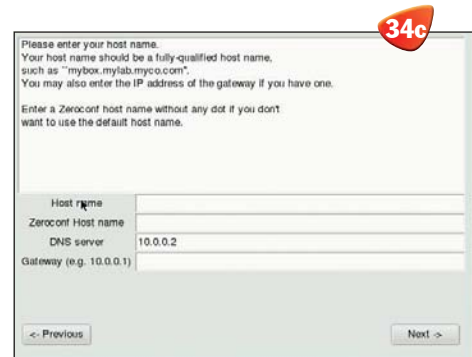 34c
Please enter your host name.
Your host name should be a fully-qualified host name,
such as ``mybox.mylab.myco.com''.
You may also enter the IP address of the gateway if you have one.
Enter a Zeroconf host name without any dot if you don't
want to use the default host name.
Host name
Zeroconf Host name
DNS server 10.0.0.2
Gateway (e.g. 10.0.0.1)
<- Previous Next ->